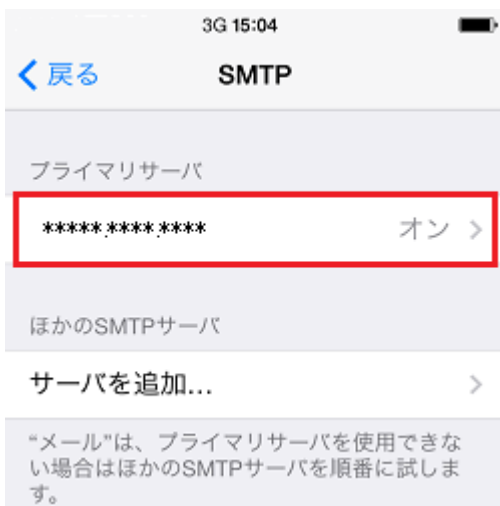 3G 15:04
戻る SMTP
プライマリサーバ
*****.****.**** オン
ほかのSMTPサーバ
サーバを追加...
“メール”は、プライマリサーバを使用できな
い場合はほかのSMTPサーバを順番に試しま
す。